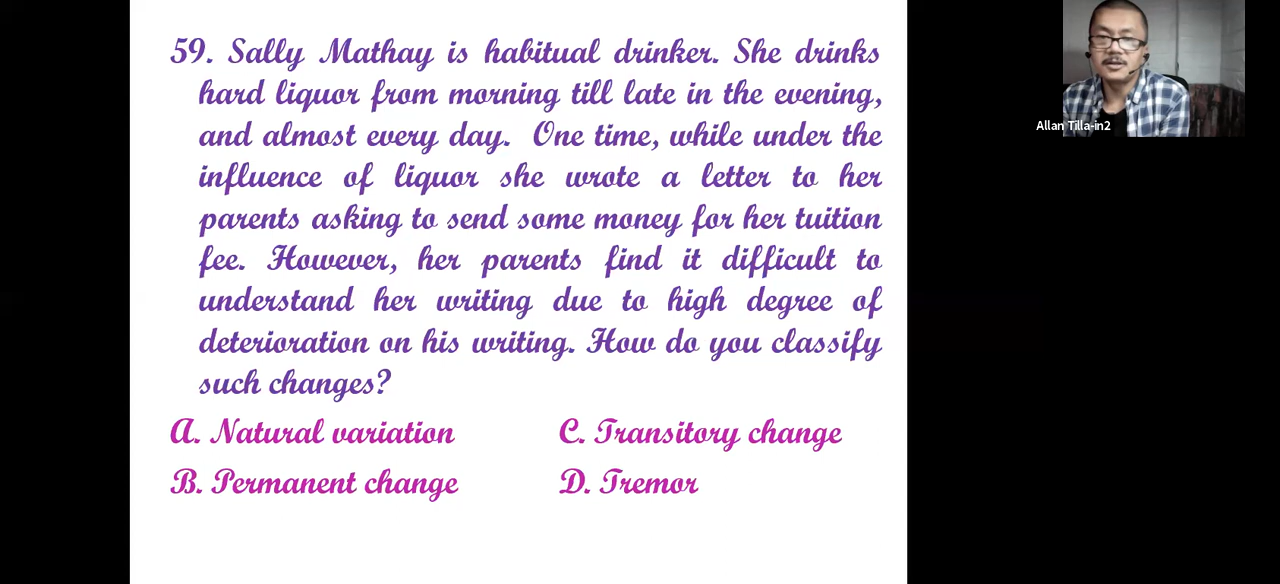 59. Sally Mathay is habitual drinker. She drinks
hard liquor from morning till late in the evening,
and almost every day. One time, while under the
influence of liquor she wrote a letter to her
parents asking to send some money for her tuition
fee. However, her parents find it difficult to
understand her writing due to high degree of
deterioration on his writing. How do you classify
such changes?
A. Natural variation C. Transitory change
B. Permanent change D. Tremor
Allan Tilla-in2